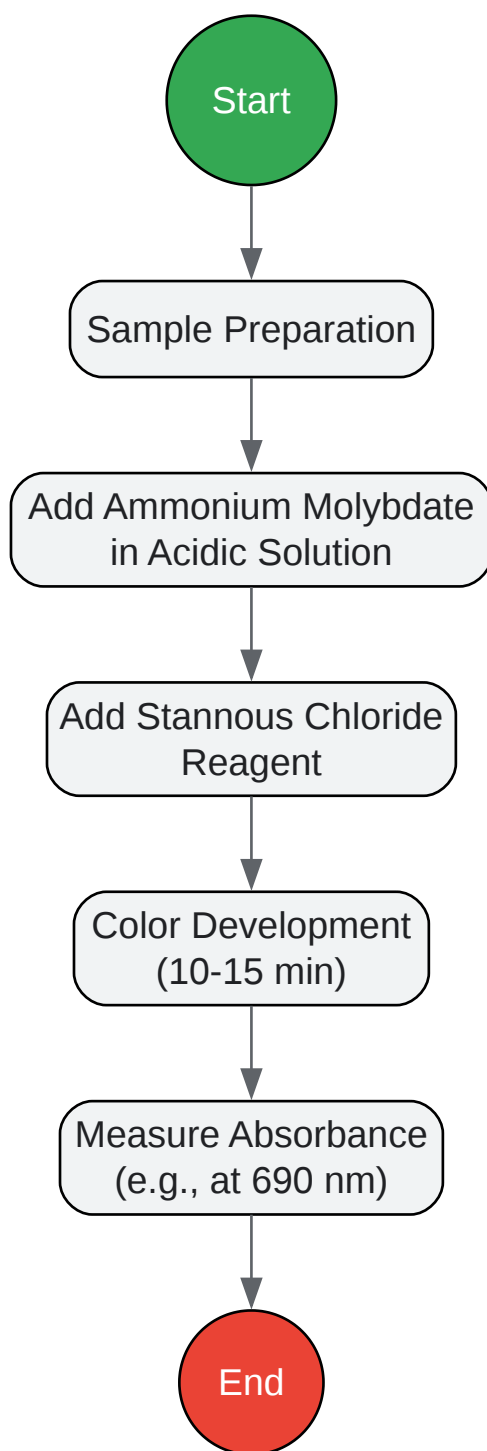 Start
Sample Preparation
Add Ammonium Molybdate
in Acidic Solution
Add Stannous Chloride
Reagent
Color Development
(10-15 min)
Measure Absorbance
(e.g., at 690 nm)
End